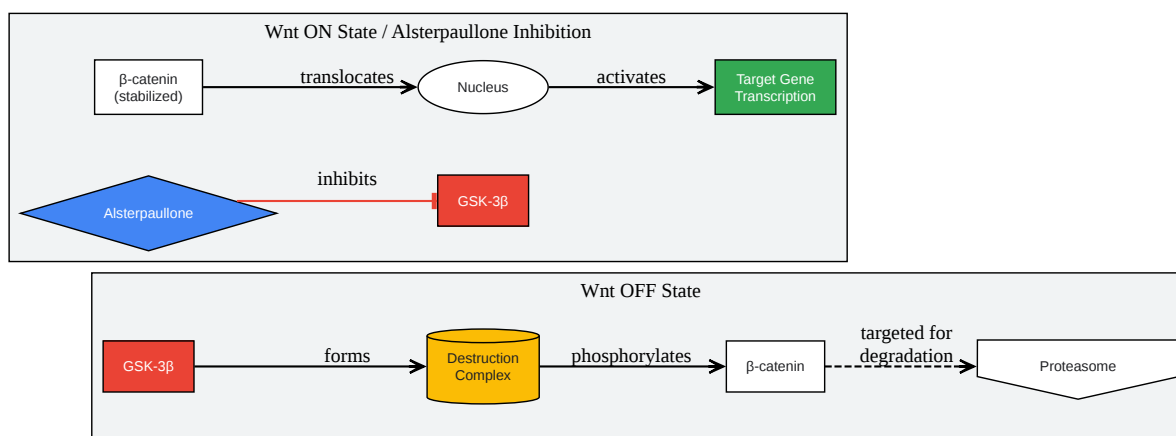 Wnt ON State / Alsterpaullone Inhibition
β-catenin
(stabilized)
translocates
Nucleus
activates
Target Gene
Transcription
Alsterpaullone
inhibits
GSK-3β
Wnt OFF State
GSK-3β
forms
Destruction
Complex
phosphorylates
β-catenin
targeted for
degradation
Proteasome